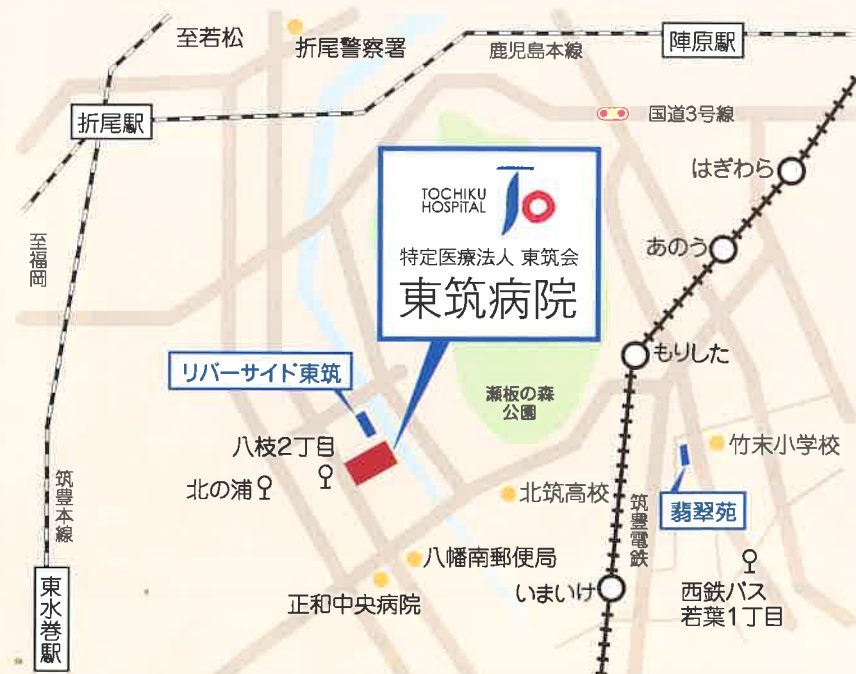 至若松
折尾警察署
鹿児島本線
陣原駅
折尾駅
国道3号線
はぎわら
TOCHIKU
HOSPITAL
特定医療法人 東筑会
東筑病院
至福岡
あのう
もりした
リバーサイド東筑
瀬板の森
公園
八枝2丁目
北の浦
竹末小学校
北筑高校
翡翠苑
筑豊本線
筑豊電鉄
八幡南郵便局
正和中央病院
いまいけ
西鉄バス
若葉1丁目
東水巻駅